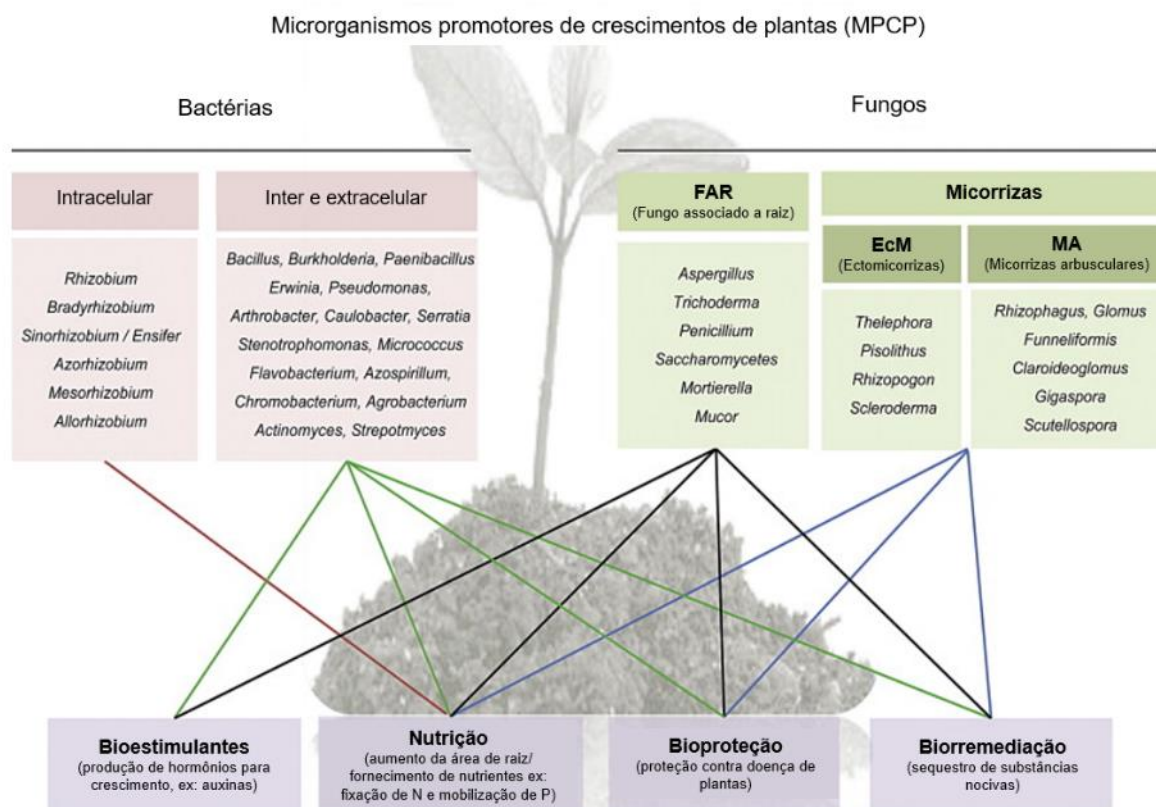 Microrganismos promotores de crescimentos de plantas (MPCP)
Bactérias
Fungos
Intracelular
Inter e extracelular
FAR
(Fungo associado a raiz)
Micorrizas
EcM
(Ectomicorrizas)
MA
(Micorrizas arbusculares)
Rhizobium
Bradyrhizobium
Sinorhizobium / Ensifer
Azorhizobium
Mesorhizobium
Allorhizobium
Bacillus, Burkholderia, Paenibacillus
Erwinia, Pseudomonas,
Arthrobacter, Caulobacter, Serratia
Stenotrophomonas, Micrococcus
Flavobacterium, Azospirillum,
Chromobacterium, Agrobacterium
Actinomyces, Strepotmyces
Aspergillus
Trichoderma
Penicillium
Saccharomycetes
Mortierella
Mucor
Thelephora
Pisolithus
Rhizopogon
Scleroderma
Rhizophagus, Glomus
Funneliformis
Claroideoglomus
Gigaspora
Scutellospora
Bioestimulantes
(produção de hormônios para
crescimento, ex: auxinas)
Nutrição
(aumento da área de raiz/
fornecimento de nutrientes ex:
fixação de N e mobilização de P)
Bioproteção
(proteção contra doença de
plantas)
Biorremediação
(sequestro de substâncias
nocivas)